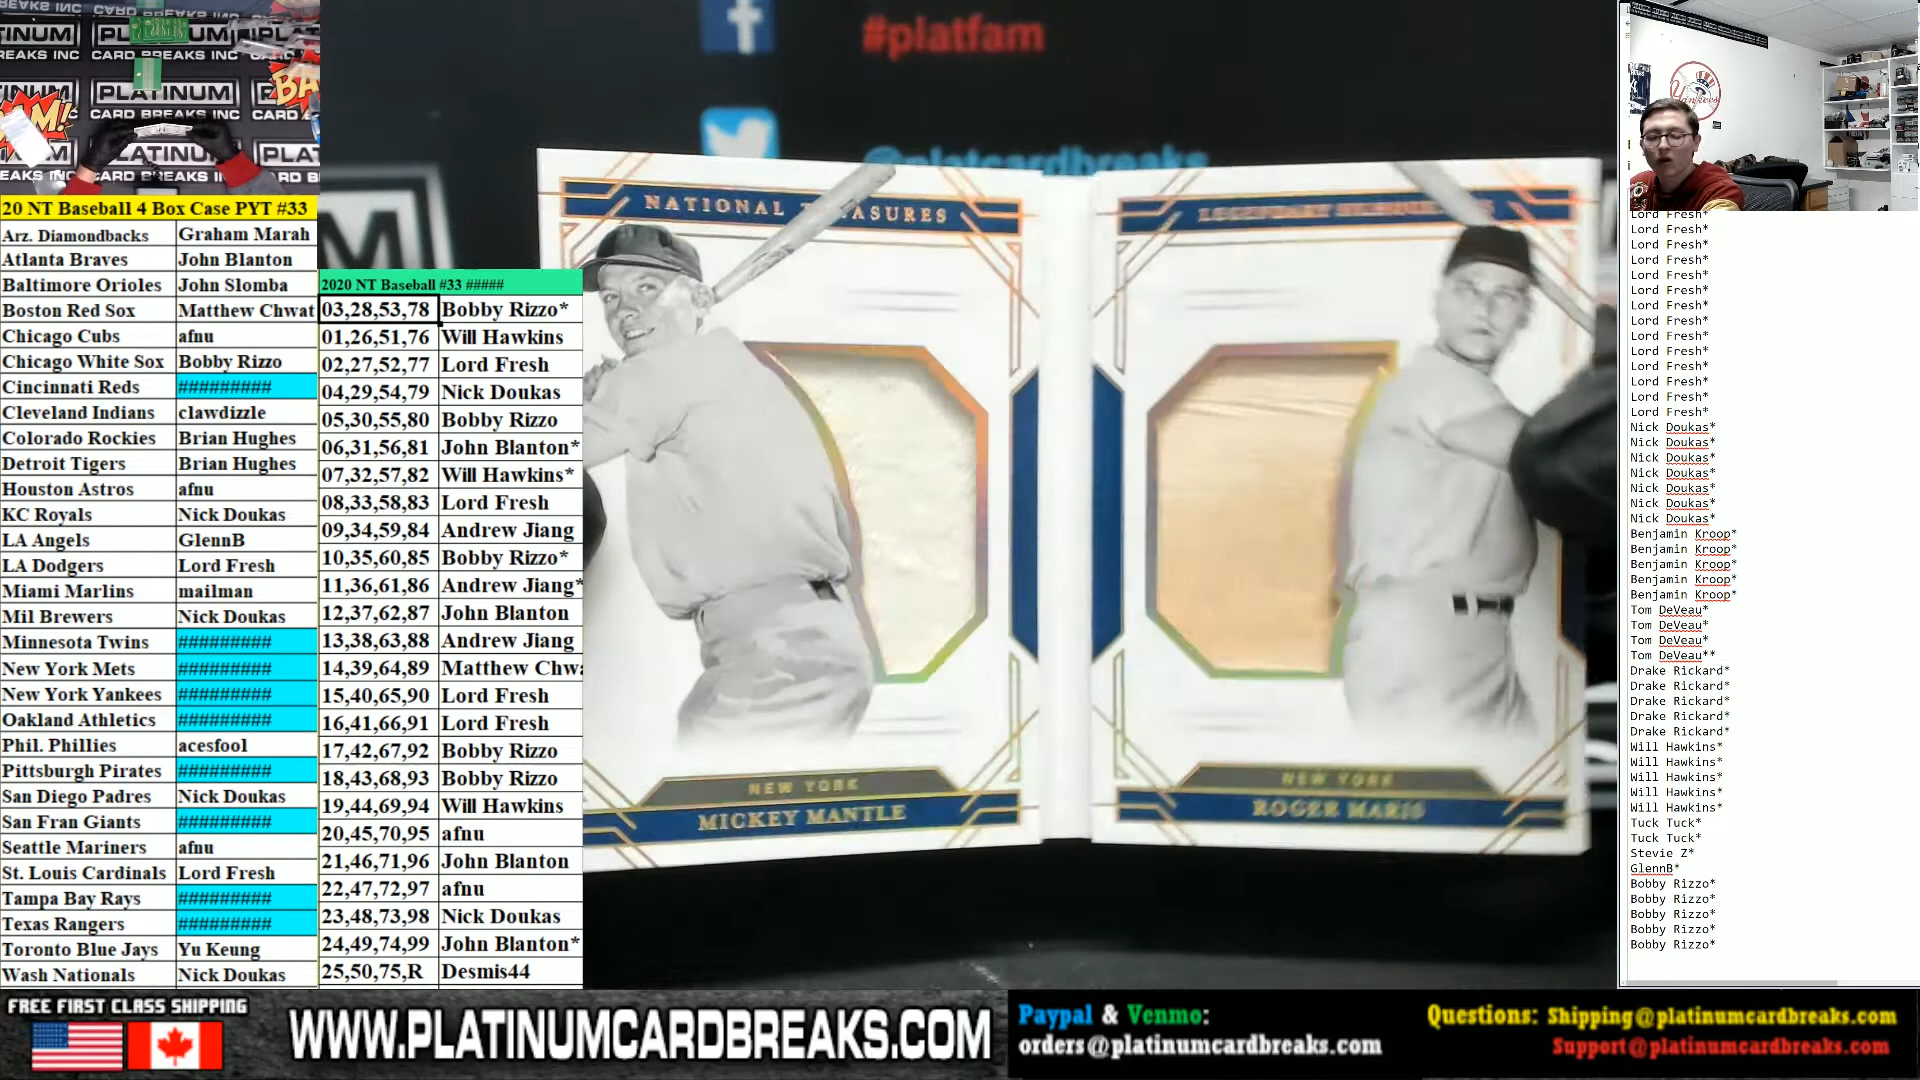 PLATINUM
CARD BREAKS INC
20 NT Baseball 4 Box Case PYT #33
Arz. Diamondbacks Graham Marah
Atlanta Braves John Blanton
Baltimore Orioles John Slomba
Boston Red Sox Matthew Chwat
Chicago Cubs afnu
Chicago White Sox Bobby Rizzo
Cincinnati Reds #########
Cleveland Indians clawdizzle
Colorado Rockies Brian Hughes
Detroit Tigers Brian Hughes
Houston Astros afnu
KC Royals Nick Doukas
LA Angels GlennB
LA Dodgers Lord Fresh
Miami Marlins mailman
Mil Brewers Nick Doukas
Minnesota Twins #########
New York Mets #########
New York Yankees #########
Oakland Athletics #########
Phil. Phillies acesfool
Pittsburgh Pirates #########
San Diego Padres Nick Doukas
San Fran Giants #########
Seattle Mariners afnu
St. Louis Cardinals Lord Fresh
Tampa Bay Rays #########
Texas Rangers #########
Toronto Blue Jays Yu Keung
Wash Nationals Nick Doukas
2020 NT Baseball #33 #####
03,28,53,78 Bobby Rizzo*
01,26,51,76 Will Hawkins
02,27,52,77 Lord Fresh
04,29,54,79 Nick Doukas
05,30,55,80 Bobby Rizzo
06,31,56,81 John Blanton*
07,32,57,82 Will Hawkins*
08,33,58,83 Lord Fresh
09,34,59,84 Andrew Jiang
10,35,60,85 Bobby Rizzo*
11,36,61,86 Andrew Jiang*
12,37,62,87 John Blanton
13,38,63,88 Andrew Jiang
14,39,64,89 Matthew Chwa
15,40,65,90 Lord Fresh
16,41,66,91 Lord Fresh
17,42,67,92 Bobby Rizzo
18,43,68,93 Bobby Rizzo
19,44,69,94 Will Hawkins
20,45,70,95 afnu
21,46,71,96 John Blanton
22,47,72,97 afnu
23,48,73,98 Nick Doukas
24,49,74,99 John Blanton*
25,50,75,R Desmis44
#platfam
@platcardbreaks
NATIONAL
NEW YORK
MICKEY MANTLE
LEGENDARY
NEW YORK
ROGER MARIS
Yankees
Lord Fresh*
Lord Fresh*
Lord Fresh*
Lord Fresh*
Lord Fresh*
Lord Fresh*
Lord Fresh*
Lord Fresh*
Lord Fresh*
Lord Fresh*
Lord Fresh*
Lord Fresh*
Lord Fresh*
Lord Fresh*
Nick Doukas*
Nick Doukas*
Nick Doukas*
Nick Doukas*
Nick Doukas*
Nick Doukas*
Nick Doukas*
Benjamin Kroop*
Benjamin Kroop*
Benjamin Kroop*
Benjamin Kroop*
Benjamin Kroop*
Tom DeVeau*
Tom DeVeau*
Tom DeVeau*
Tom DeVeau**
Drake Rickard*
Drake Rickard*
Drake Rickard*
Drake Rickard*
Drake Rickard*
Will Hawkins*
Will Hawkins*
Will Hawkins*
Will Hawkins*
Will Hawkins*
Tuck Tuck*
Tuck Tuck*
Stevie Z*
GlennB*
Bobby Rizzo*
Bobby Rizzo*
Bobby Rizzo*
Bobby Rizzo*
Bobby Rizzo*
FREE FIRST CLASS SHIPPING
WWW.PLATINUMCARDBREAKS.COM
Paypal & Venmo:
orders@platinumcardbreaks.com
Questions: Shipping@platinumcardbreaks.com
Support@platinumcardbreaks.com